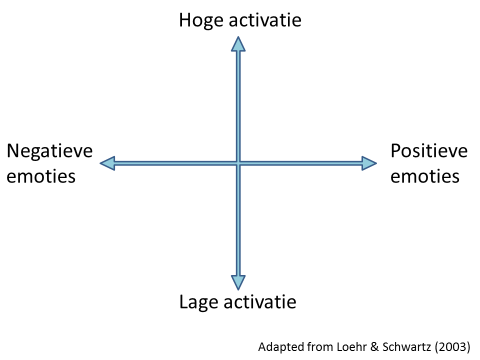 Hoge activatie
Negatieve
emoties
Positieve
emoties
Lage activatie
Adapted from Loehr & Schwartz (2003)